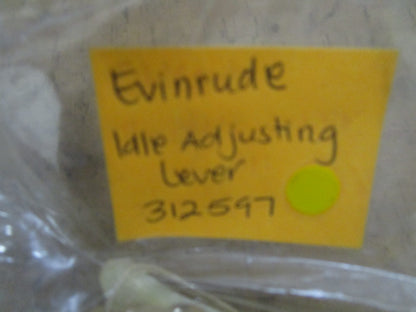 Evinrude
Idle Adjusting
Lever
312597